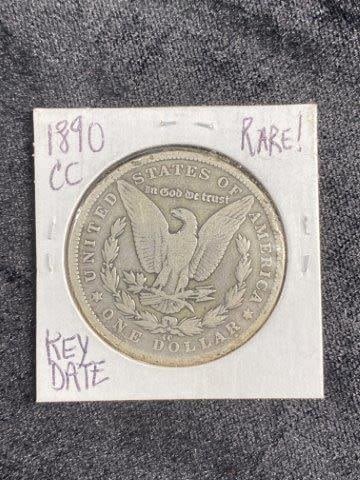 1890
CC
RARE!
UNITED STATES OF AMERICA
In God we trust
ONE DOLLAR
KEY
DATE